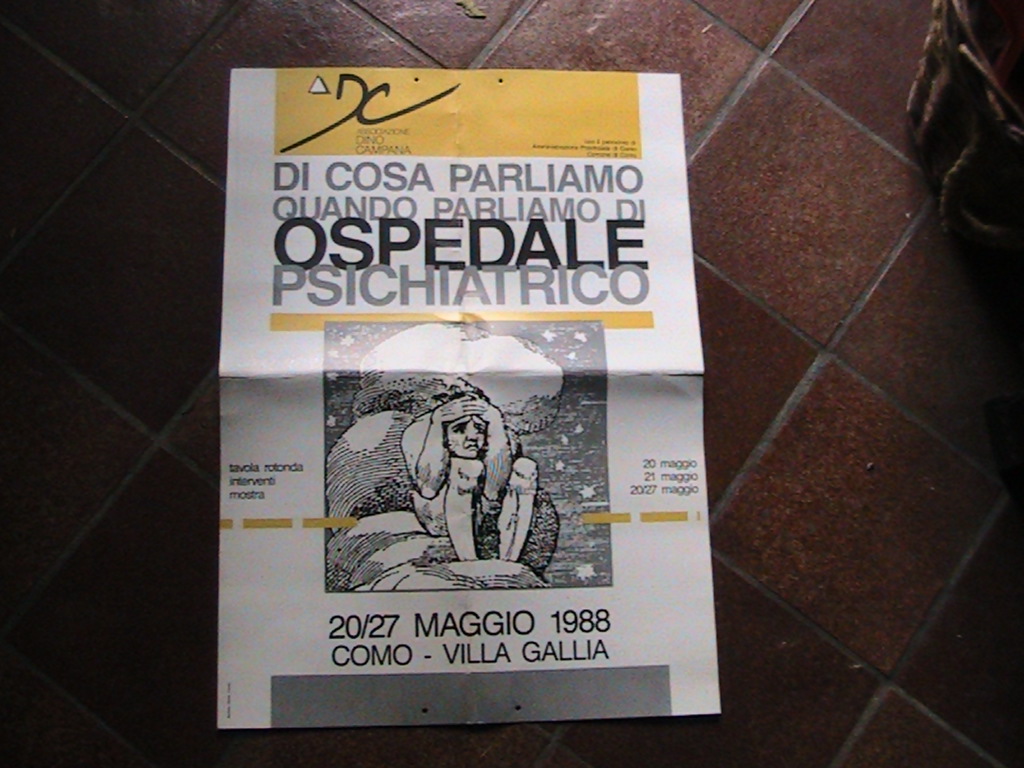 ADC
ASSOCIAZIONE
DINO
CAMPANA
con il patrocinio di
Amministrazione Provinciale di Como
Comune di Como
DI COSA PARLIAMO
QUANDO PARLIAMO DI
OSPEDALE
PSICHIATRICO
tavola rotonda
interventi
mostra
20 maggio
21 maggio
20/27 maggio
20/27 MAGGIO 1988
COMO - VILLA GALLIA